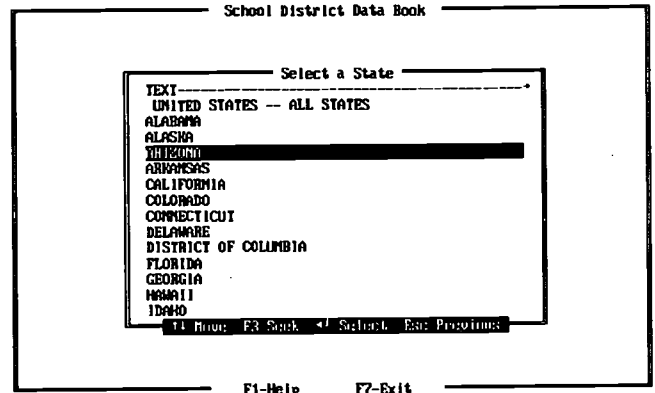 School District Data Book
Select a State
TEXT
UNITED STATES -- ALL STATES
ALABAMA
ALASKA
ARIZONA
ARKANSAS
CALIFORNIA
COLORADO
CONNECTICUT
DELAWARE
DISTRICT OF COLUMBIA
FLORIDA
GEORGIA
HAWAII
IDAHO
↑↓ Move F3 Seek ↵ Select Esc Previous
F1-Help F7-Exit